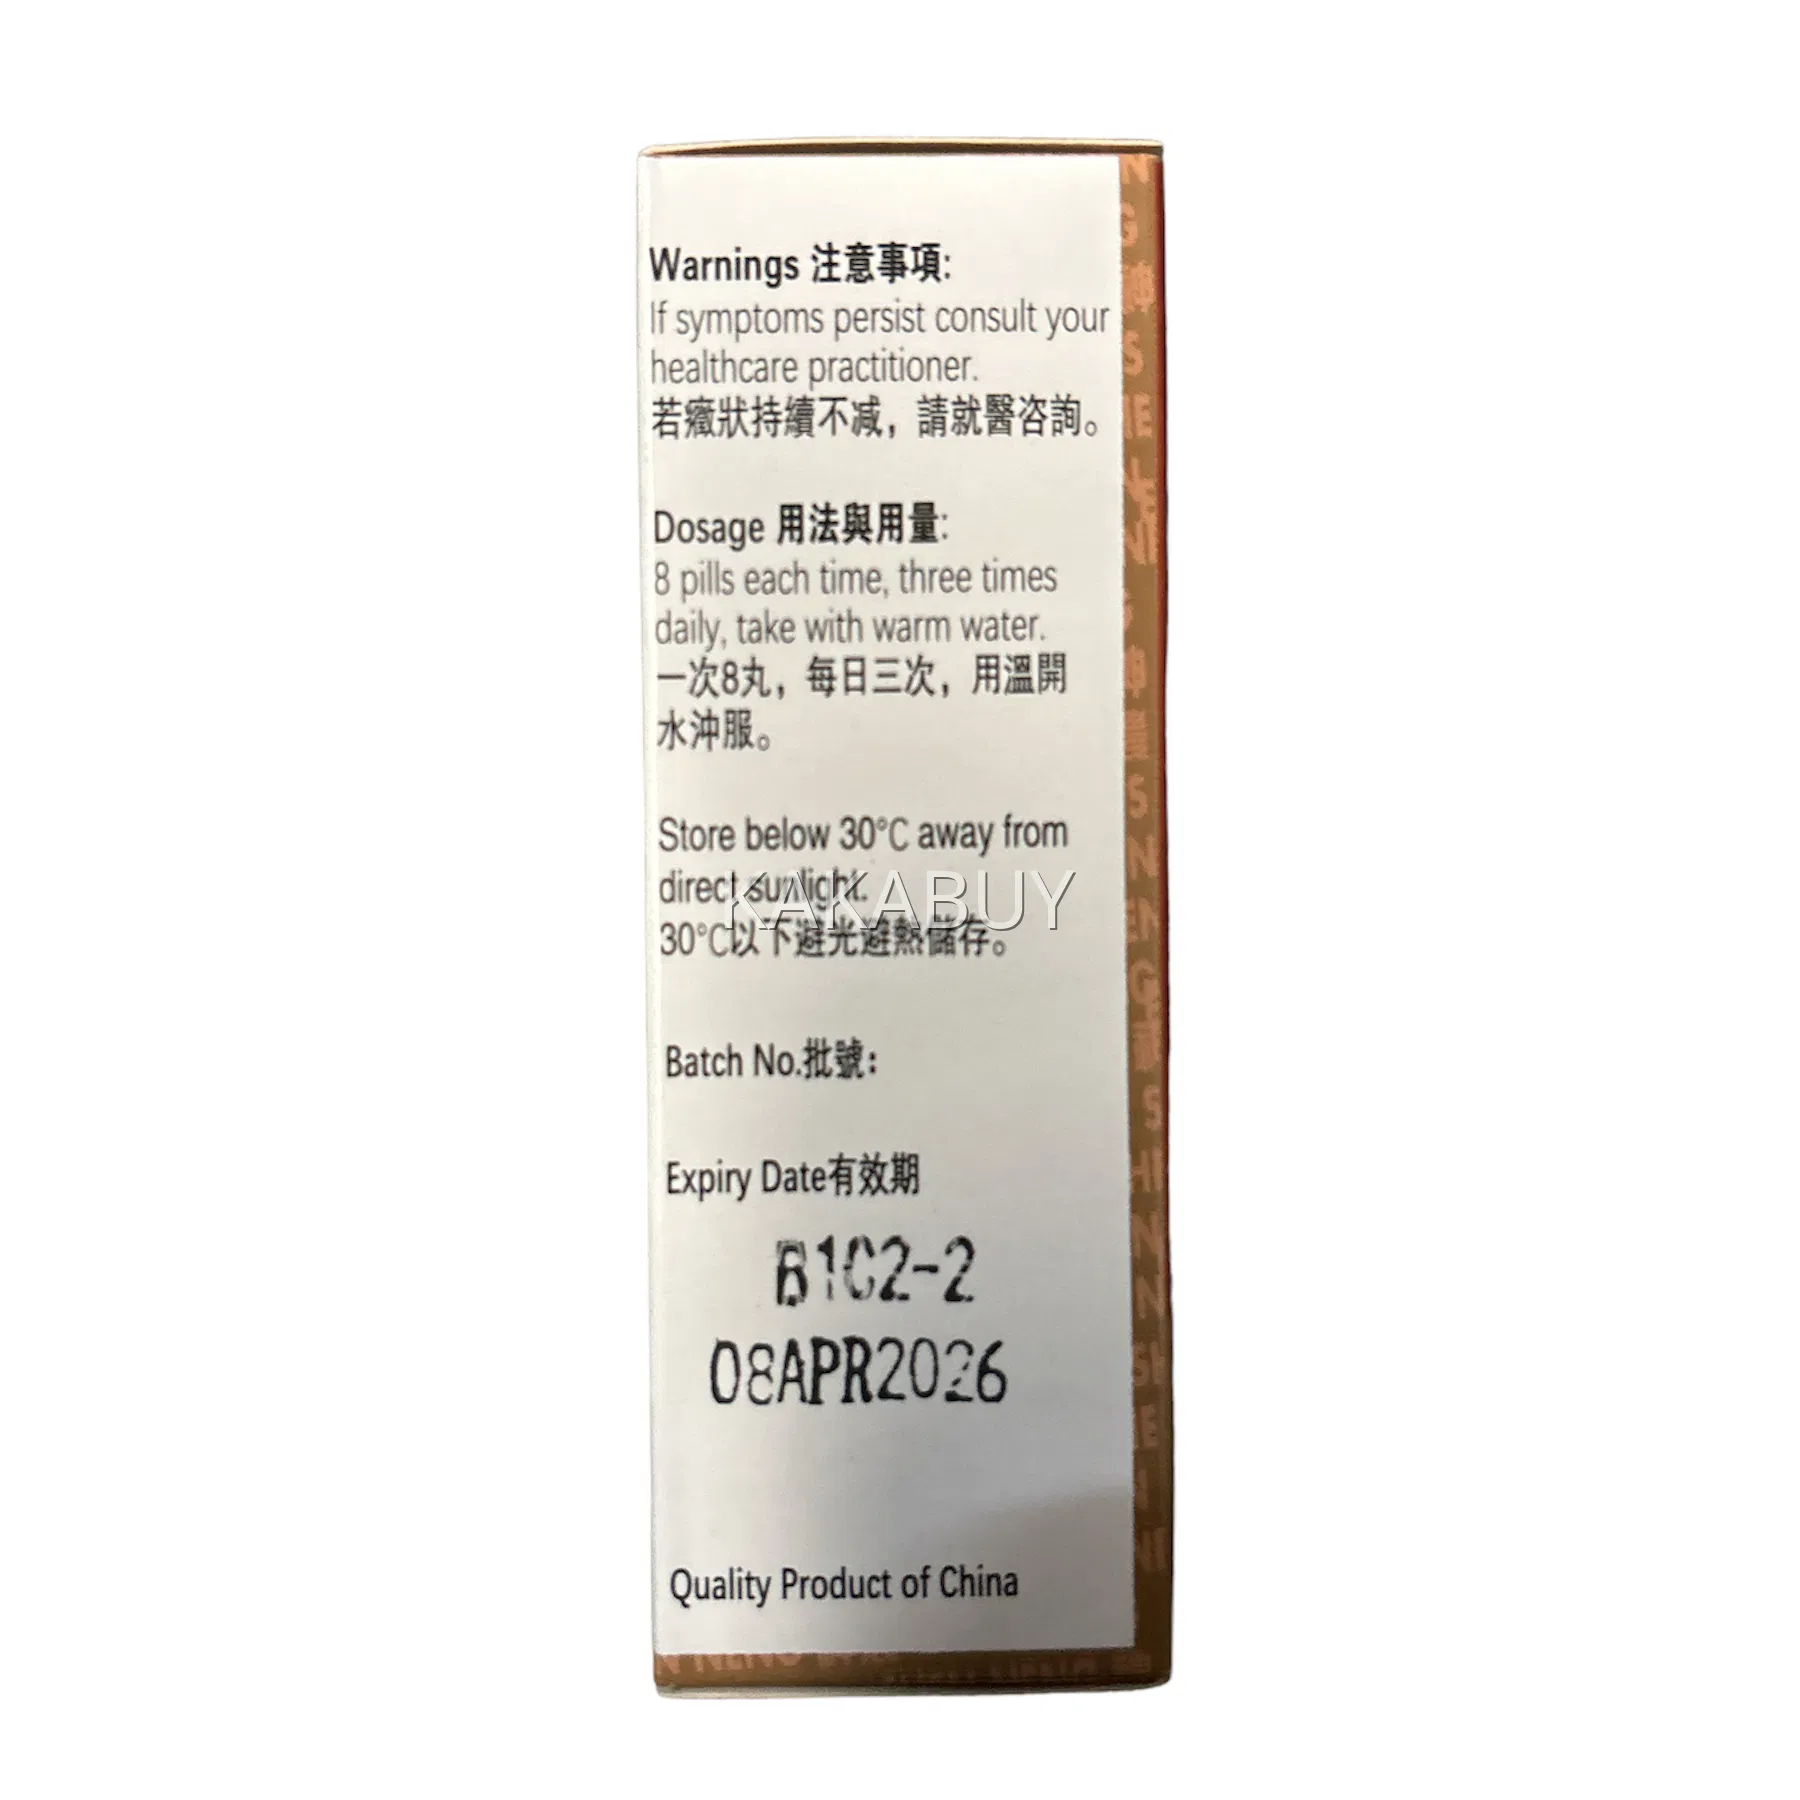 Warnings 注意事項:
If symptoms persist consult your
healthcare practitioner.
若癥狀持續不減，請就醫咨詢。
Dosage 用法與用量:
8 pills each time, three times
daily, take with warm water.
一次8丸，每日三次，用溫開
水沖服。
Store below 30°C away from
direct sunlight.
KAKABUY
30°C以下避光避熱儲存。
Batch No.批號：
Expiry Date有效期
B1C2-2
08APR2026
Quality Product of China